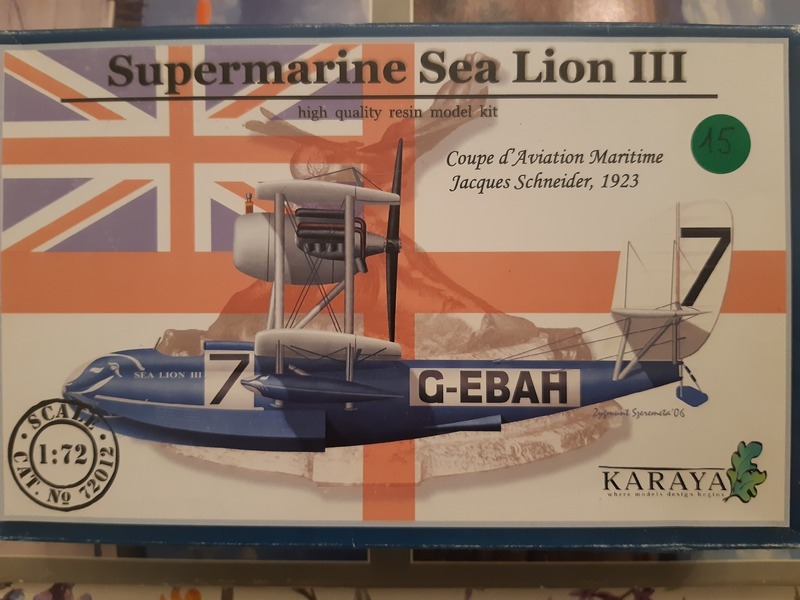 Supermarine Sea Lion III
high quality resin model kit
15
Coupe d'Aviation Maritime
Jacques Schneider, 1923
7
SEA LION III
7
G-EBAH
Zygmunt Szeremeta '06
SCALE
1:72
CAT. No 72012
KARAYA
where models design begins